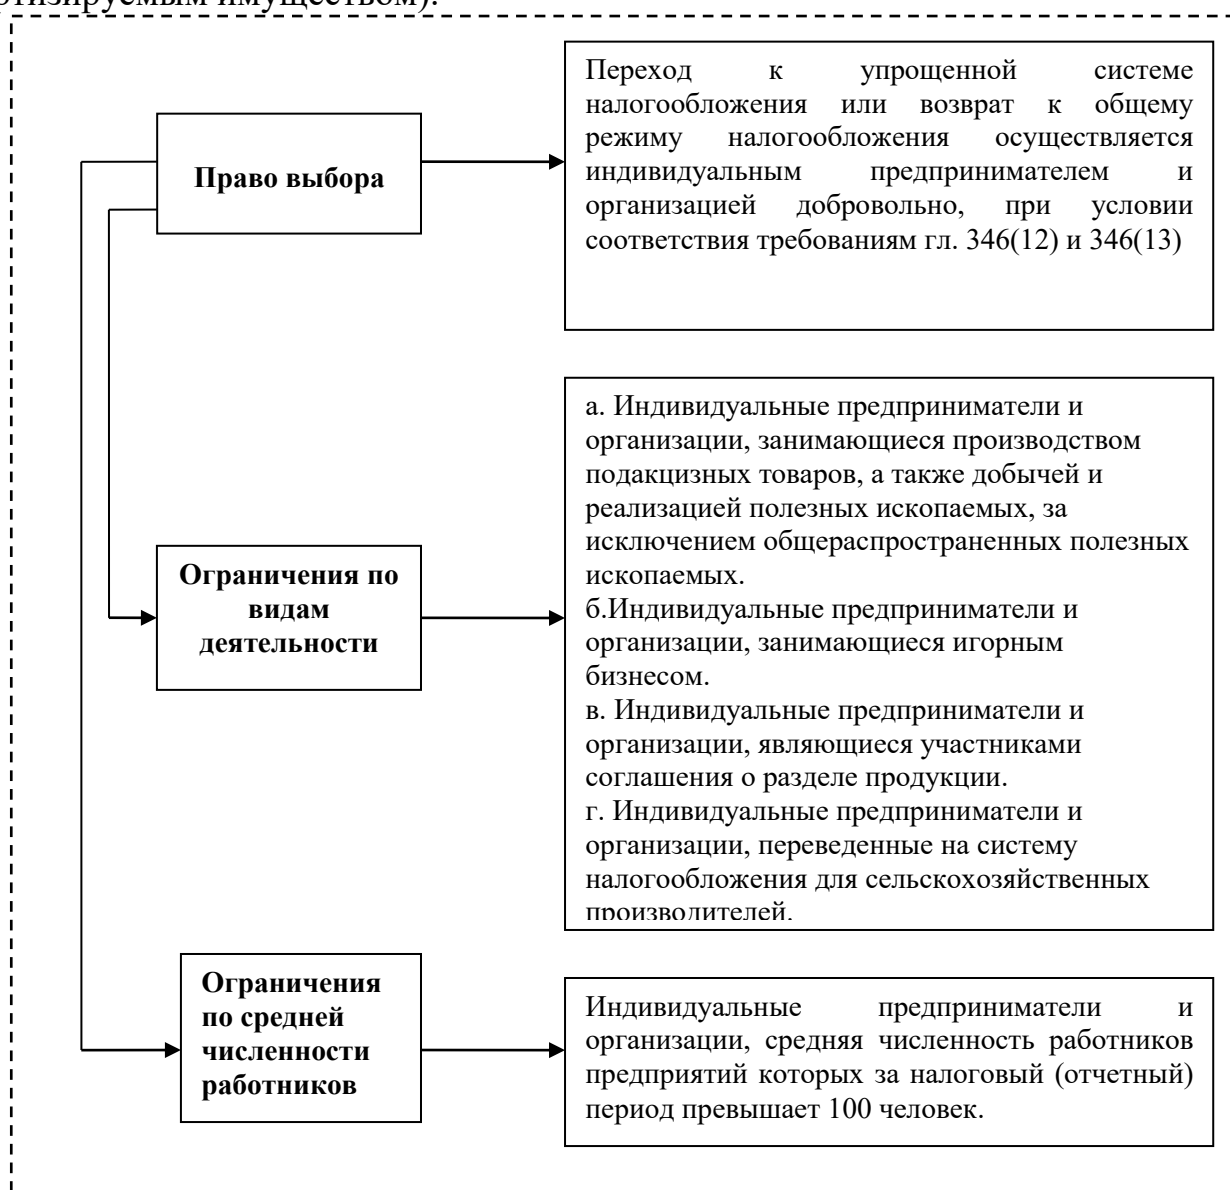 ртизируемым имуществом).
Право выбора
Переход к упрощенной системе
налогообложения или возврат к общему
режиму налогообложения осуществляется
индивидуальным предпринимателем и
организацией добровольно, при условии
соответствия требованиям гл. 346(12) и 346(13)
Ограничения по
видам
деятельности
а. Индивидуальные предприниматели и
организации, занимающиеся производством
подакцизных товаров, а также добычей и
реализацией полезных ископаемых, за
исключением общераспространенных полезных
ископаемых.
б.Индивидуальные предприниматели и
организации, занимающиеся игорным
бизнесом.
в. Индивидуальные предприниматели и
организации, являющиеся участниками
соглашения о разделе продукции.
г. Индивидуальные предприниматели и
организации, переведенные на систему
налогообложения для сельскохозяйственных
производителей.
Ограничения
по средней
численности
работников
Индивидуальные предприниматели и
организации, средняя численность работников
предприятий которых за налоговый (отчетный)
период превышает 100 человек.